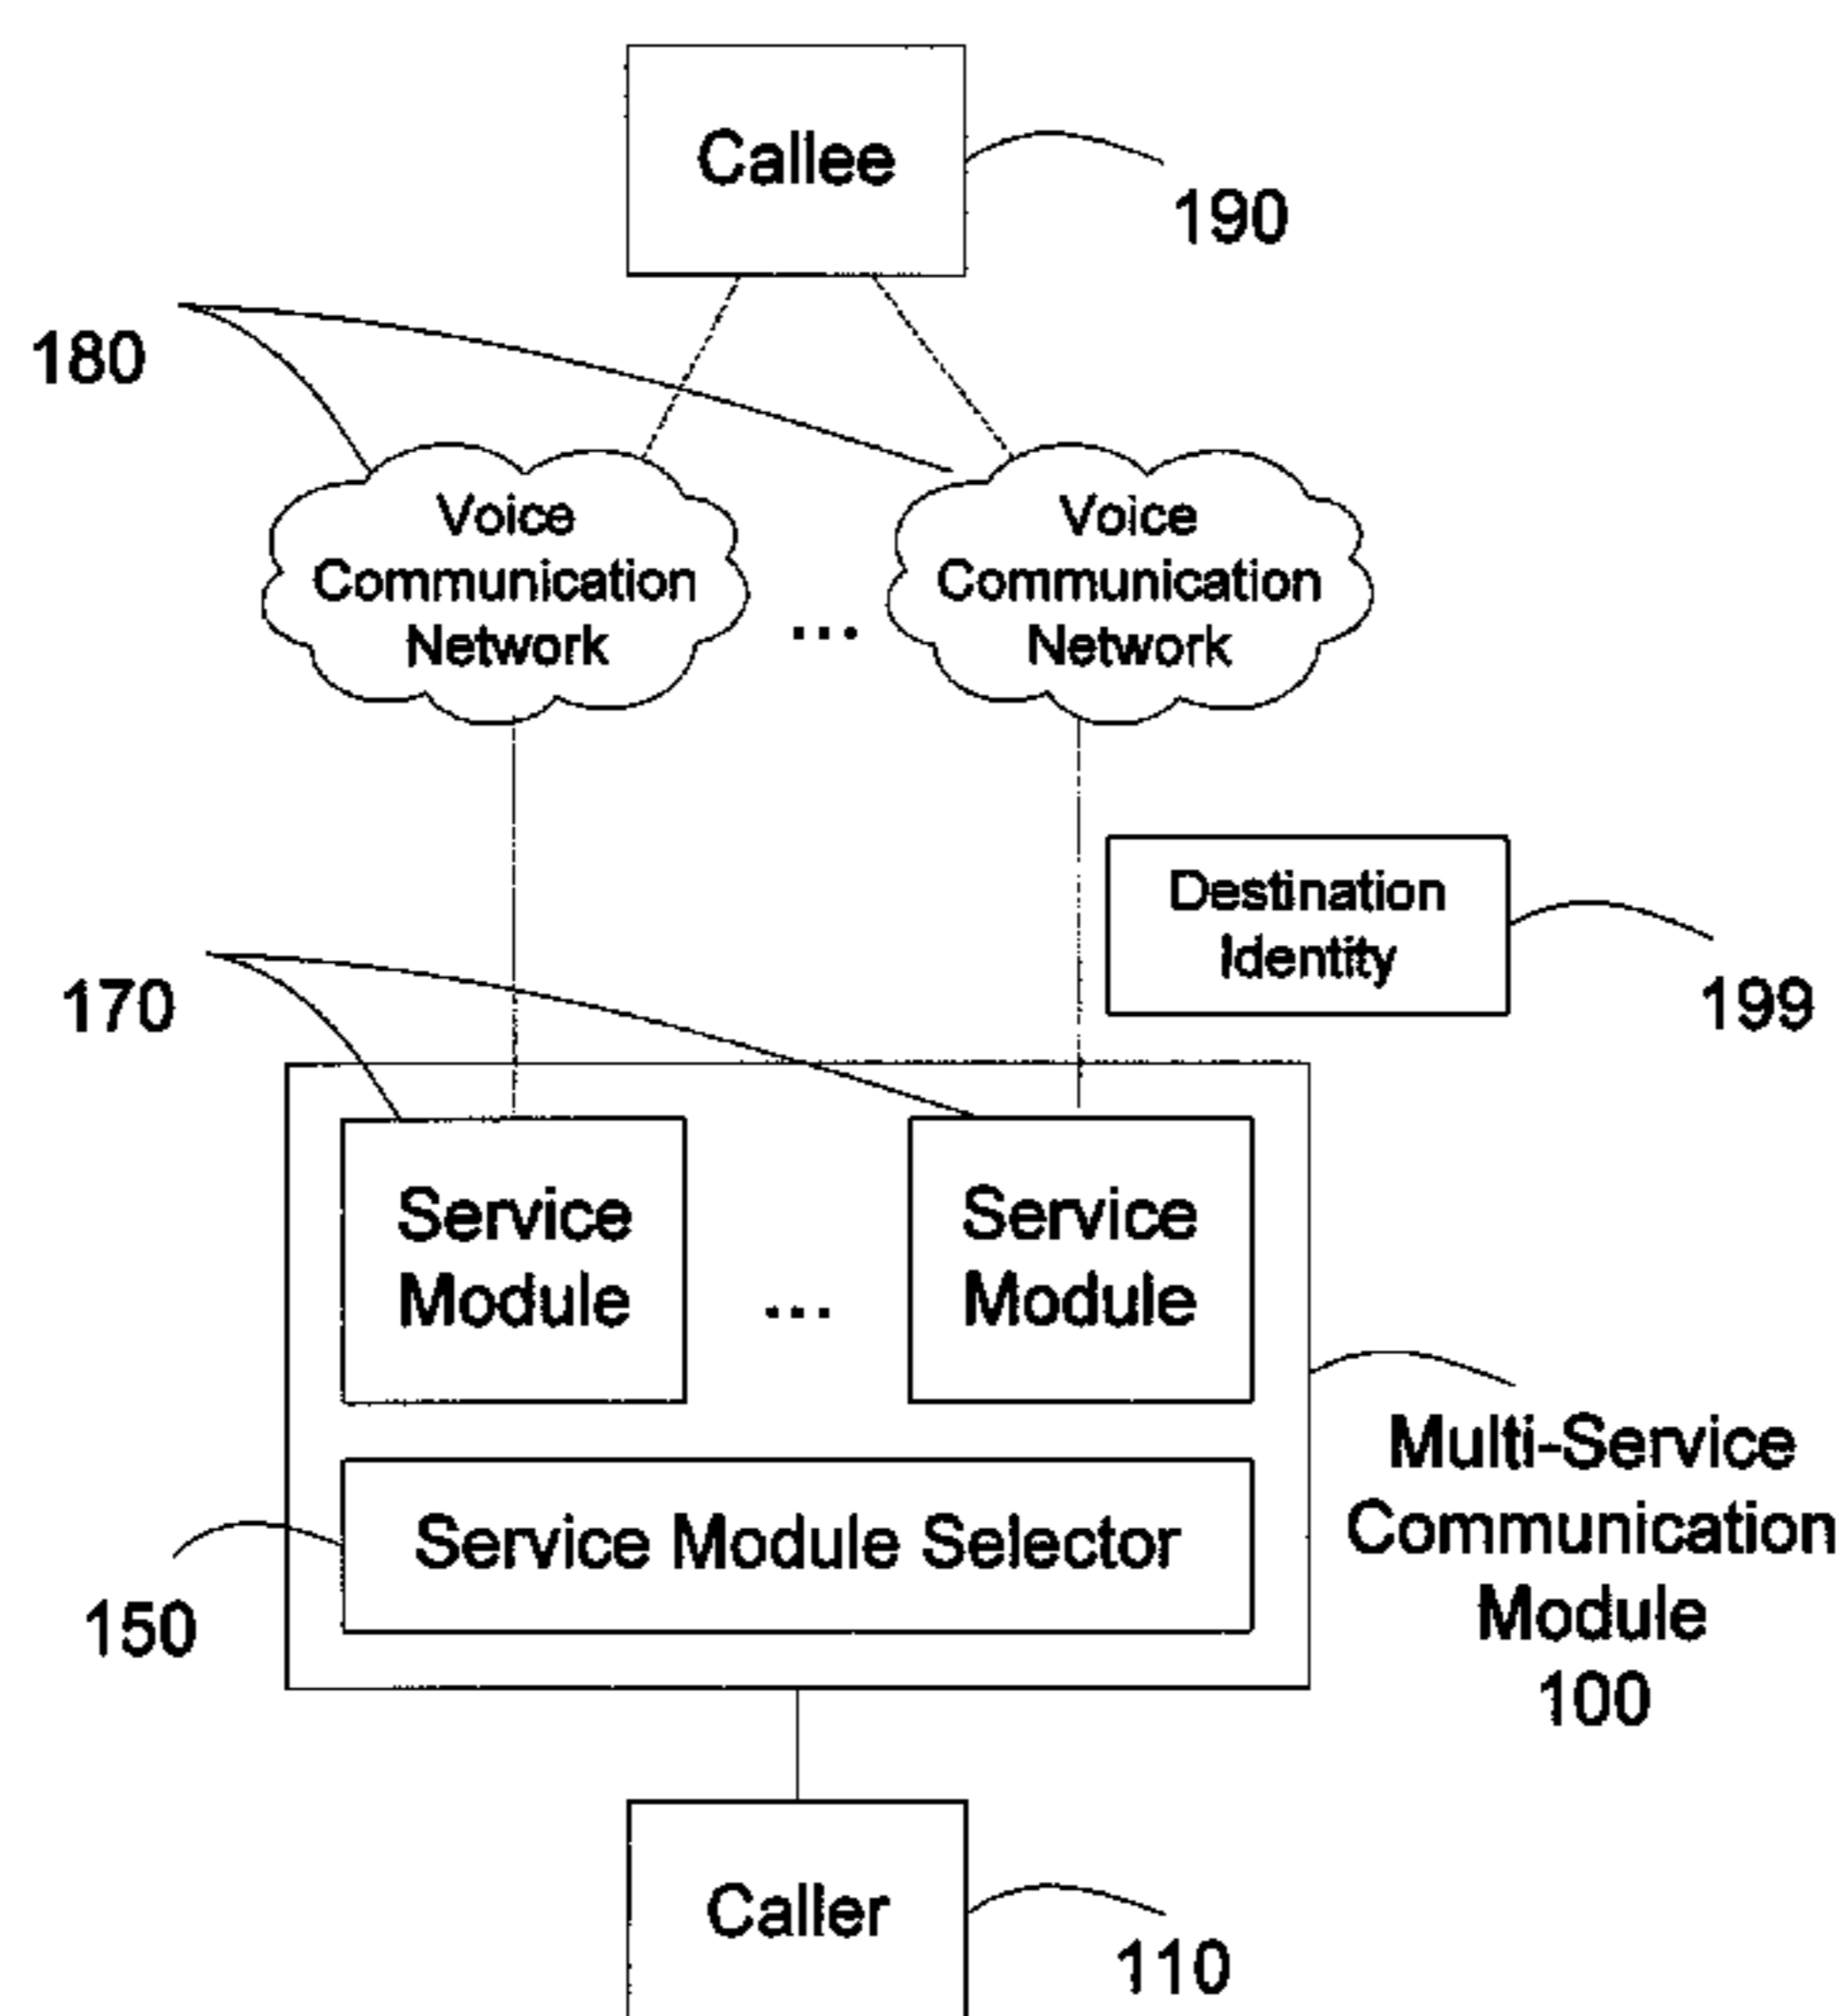 Callee
190
180
Voice
Communication
Network
...
Voice
Communication
Network
Destination
Identity
199
170
Service
Module
...
Service
Module
Multi-Service
Communication
Module
100
Service Module Selector
150
Caller
110